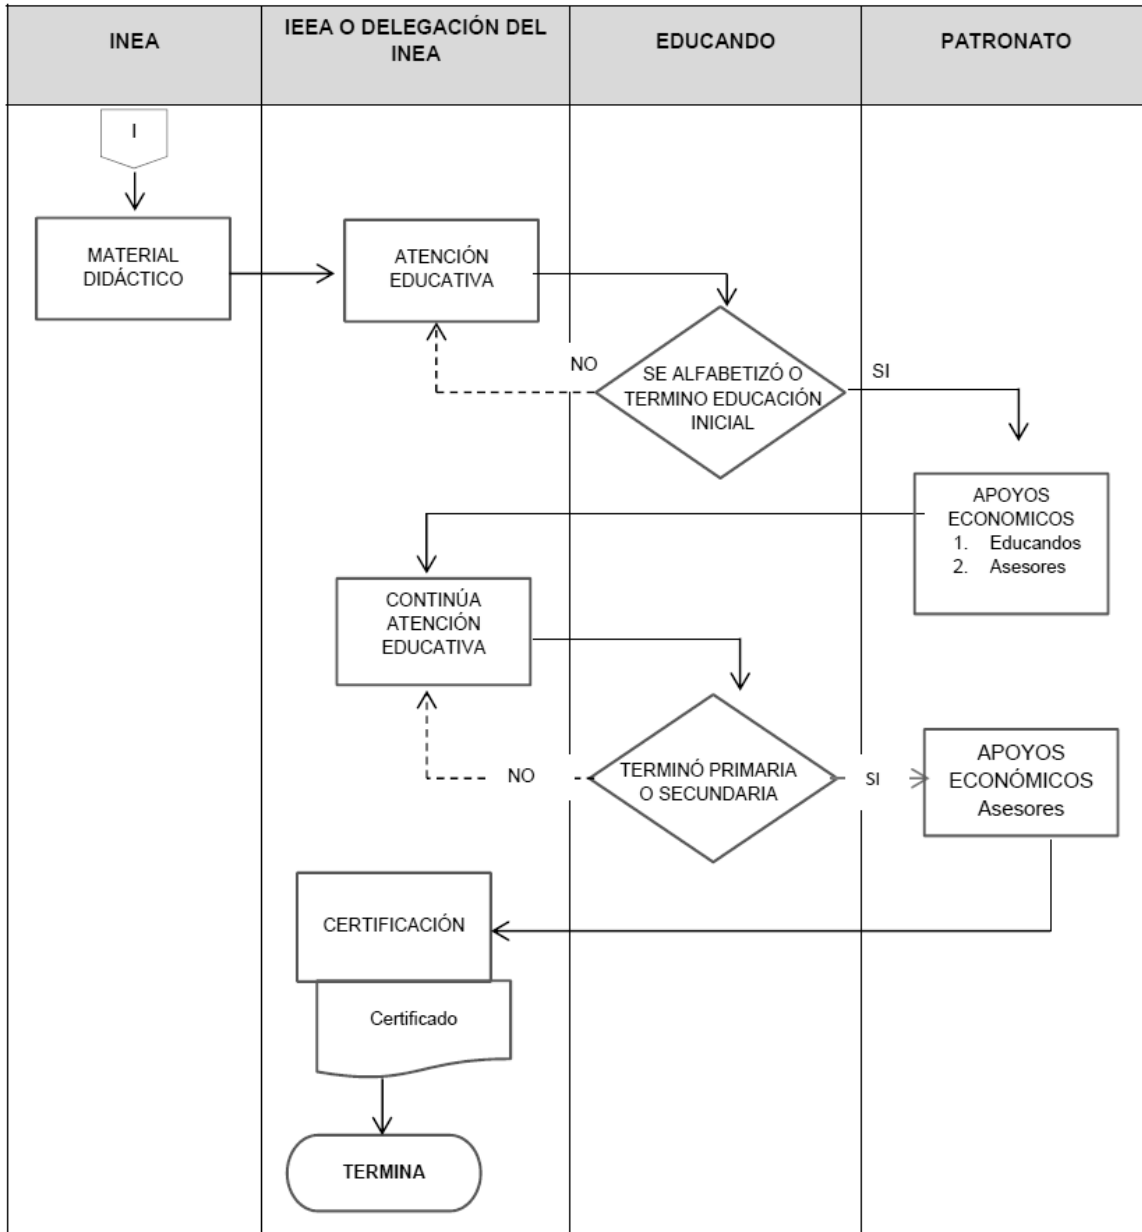 INEA
IEEA O DELEGACIÓN DEL
INEA
EDUCANDO
PATRONATO
I
MATERIAL
DIDÁCTICO
ATENCIÓN
EDUCATIVA
NO
SE ALFABETIZÓ O
TERMINO EDUCACIÓN
INICIAL
SI
APOYOS
ECONOMICOS
1. Educandos
2. Asesores
CONTINÚA
ATENCIÓN
EDUCATIVA
NO
TERMINÓ PRIMARIA
O SECUNDARIA
SI
APOYOS
ECONÓMICOS
Asesores
CERTIFICACIÓN
Certificado
TERMINA